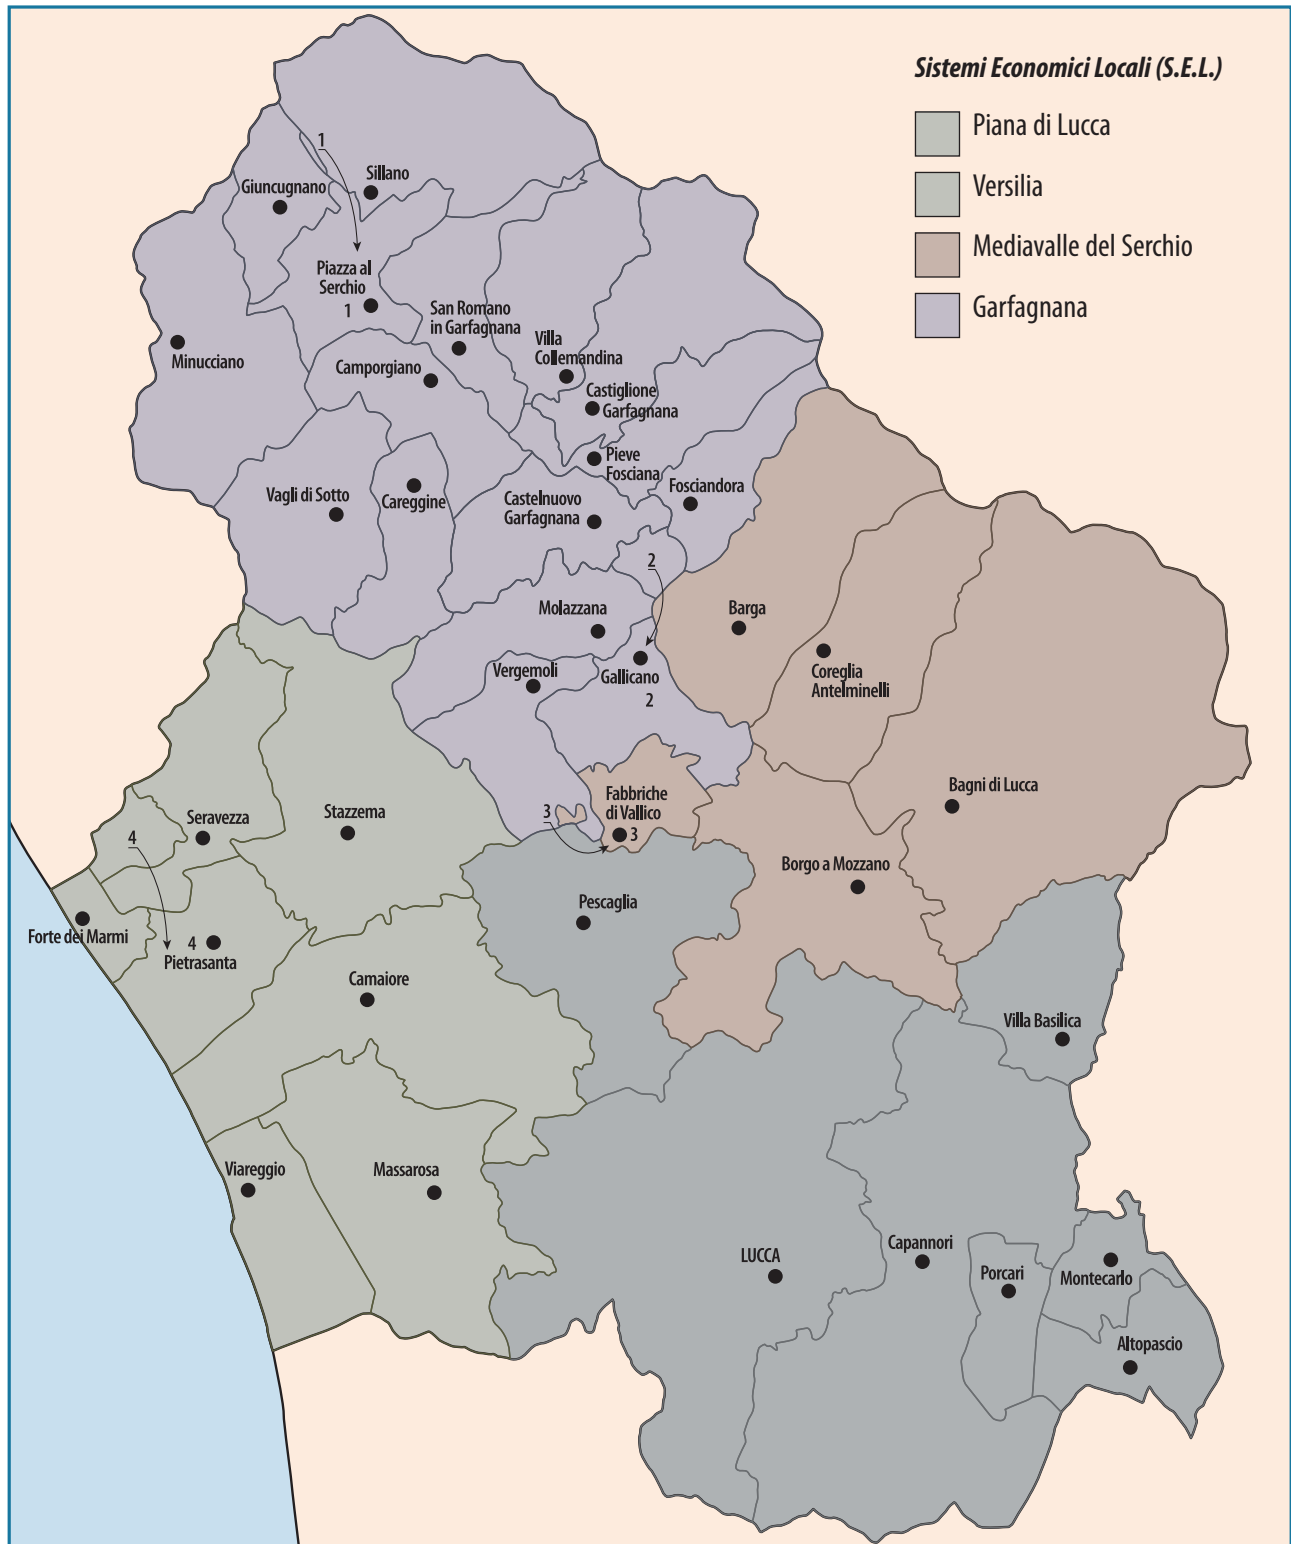 Sistemi Economici Locali (S.E.L.)
Piana di Lucca
Versilia
Mediavalle del Serchio
Garfagnana
1
Sillano
Giuncugnano
Piazza al
Serchio
1
San Romano
in Garfagnana
Minucciano
Villa
Collemandina
Camporgiano
Castiglione
Garfagnana
Pieve
Fosciana
Fosciandora
Vagli di Sotto
Careggine
Castelnuovo
Garfagnana
2
Molazzana
Barga
Vergemoli
Gallicano
2
Coreglia
Antelminelli
Bagni di Lucca
Fabbriche
di Vallico
3
3
Seravezza
Stazzema
4
Borgo a Mozzano
Pescaglia
Forte dei Marmi
4
Pietrasanta
Camaiore
Villa Basilica
Viareggio
Massarosa
LUCCA
Capannori
Porcari
Montecarlo
Altopascio